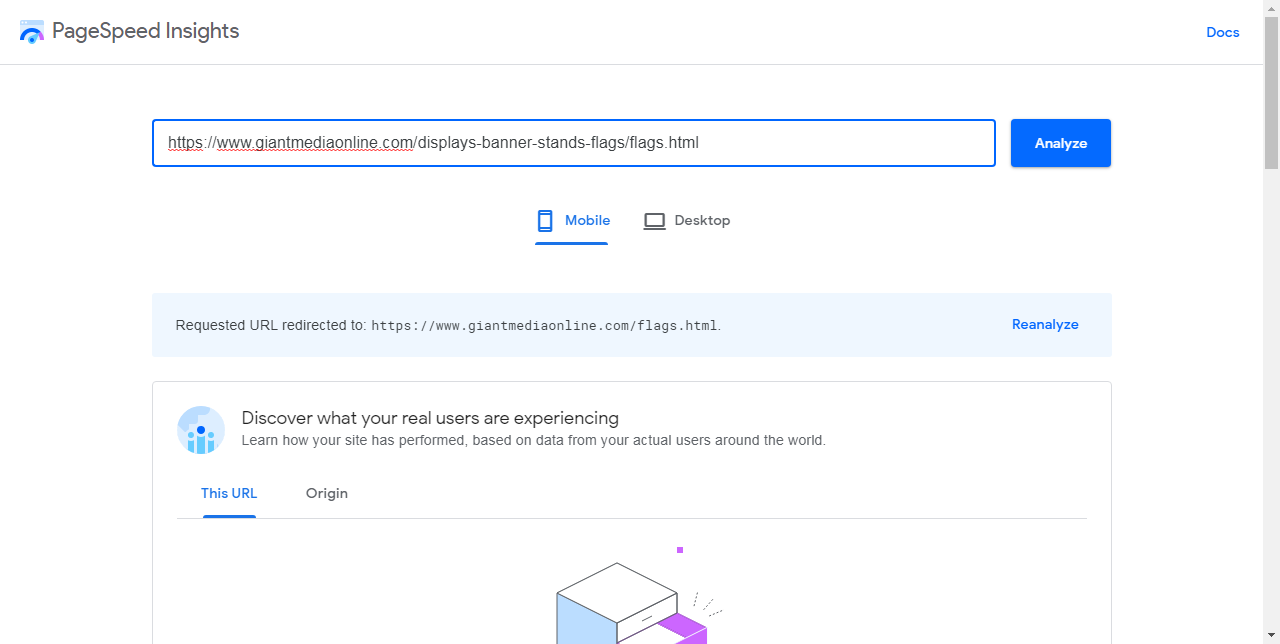 PageSpeed Insights
Docs
https://www.giantmediaonline.com/displays-banner-stands-flags/flags.html
Analyze
Mobile
Desktop
Requested URL redirected to: https://www.giantmediaonline.com/flags.html.
Reanalyze
Discover what your real users are experiencing
Learn how your site has performed, based on data from your actual users around the world.
This URL
Origin